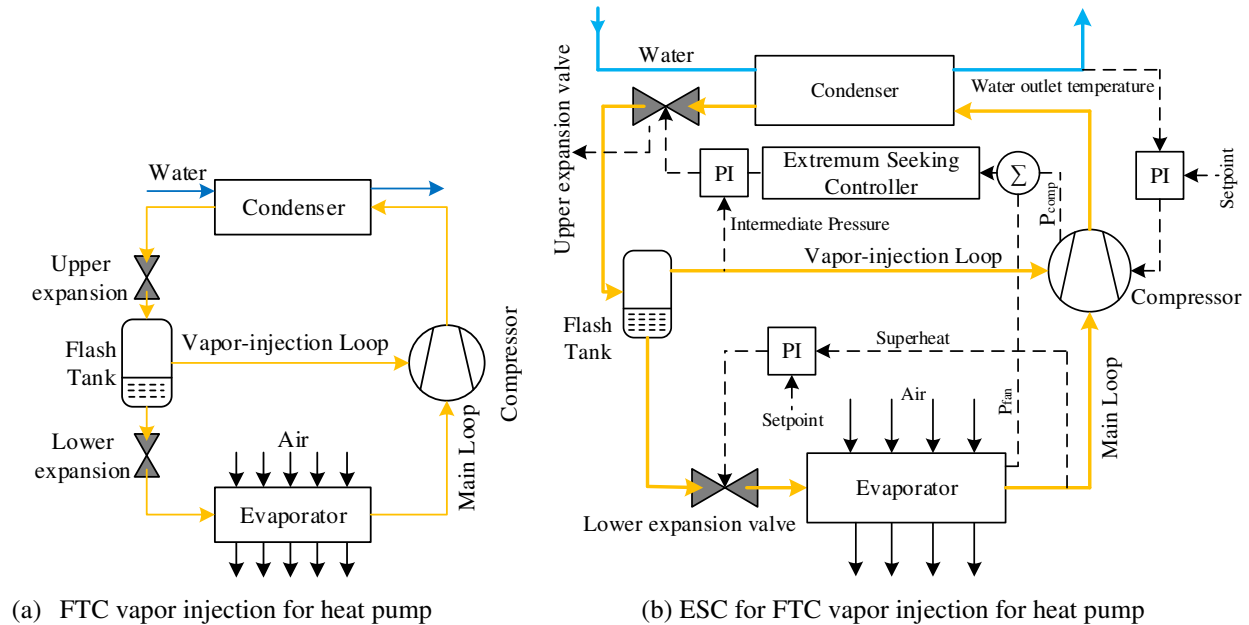 Water
Condenser
Upper
expansion
Flash
Tank
Vapor-injection Loop
Compressor
Lower
expansion
Air
Main Loop
Evaporator
(a) FTC vapor injection for heat pump
Water
Condenser
Water outlet temperature
Upper expansion valve
PI
Extremum Seeking
Controller
Σ
Pcomp
PI
Setpoint
Intermediate Pressure
Vapor-injection Loop
Compressor
Flash
Tank
PI
Superheat
Setpoint
Air
Pfan
Main Loop
Evaporator
Lower expansion valve
(b) ESC for FTC vapor injection for heat pump